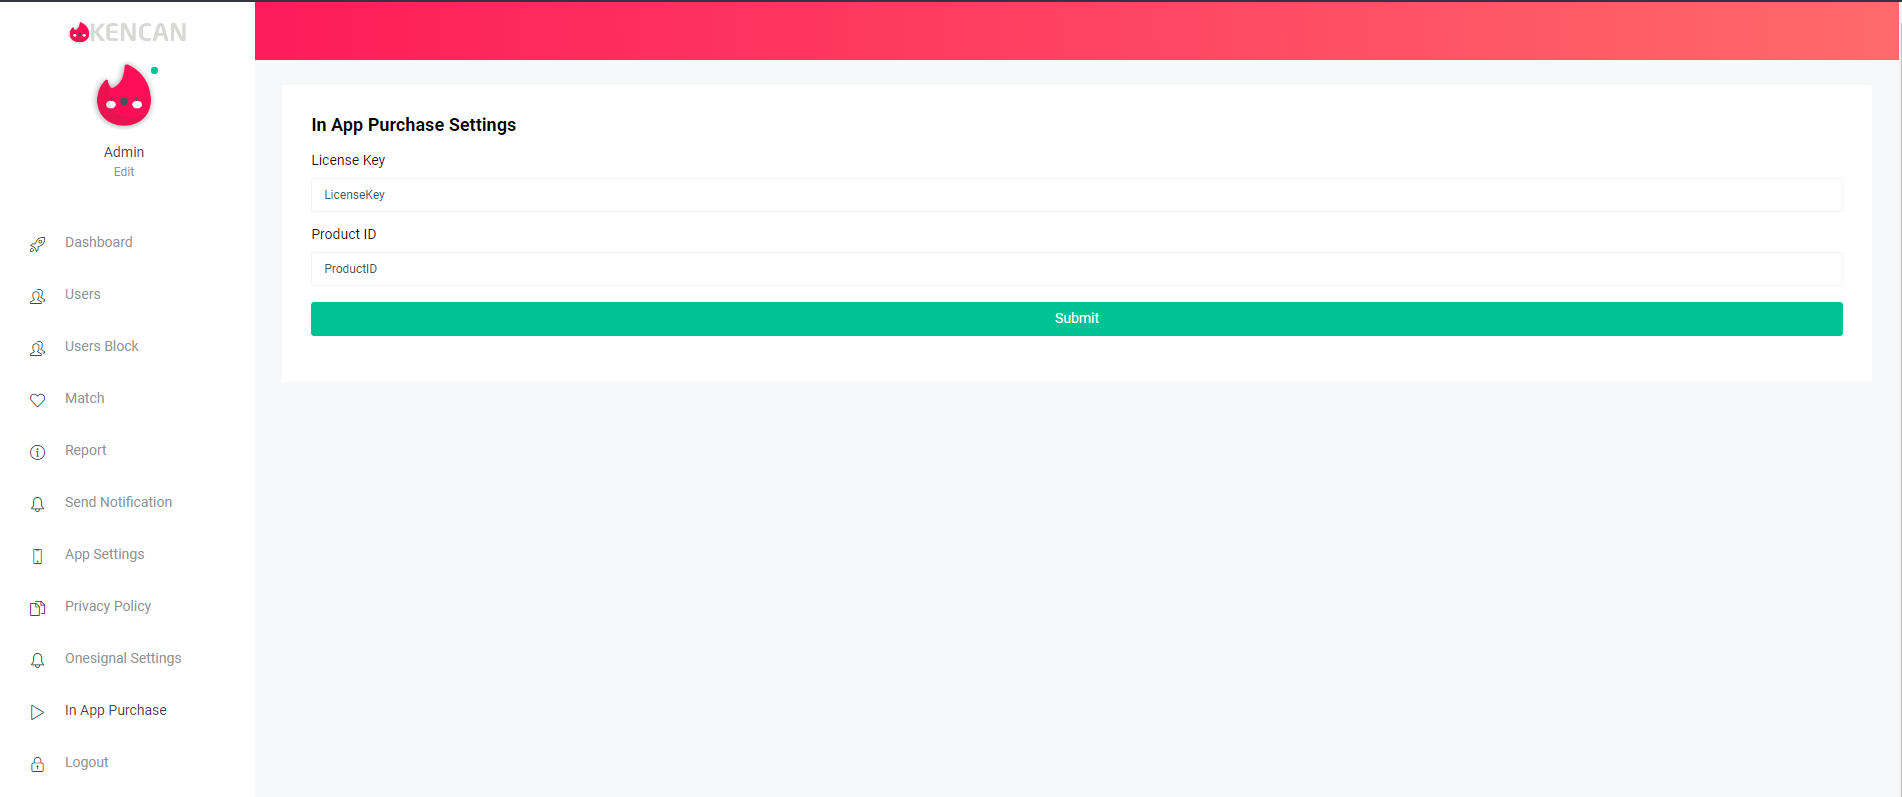 KENCAN
Admin
Edit
Dashboard
Users
Users Block
Match
Report
Send Notification
App Settings
Privacy Policy
Onesignal Settings
In App Purchase
Logout
In App Purchase Settings
License Key
LicenseKey
Product ID
ProductID
Submit